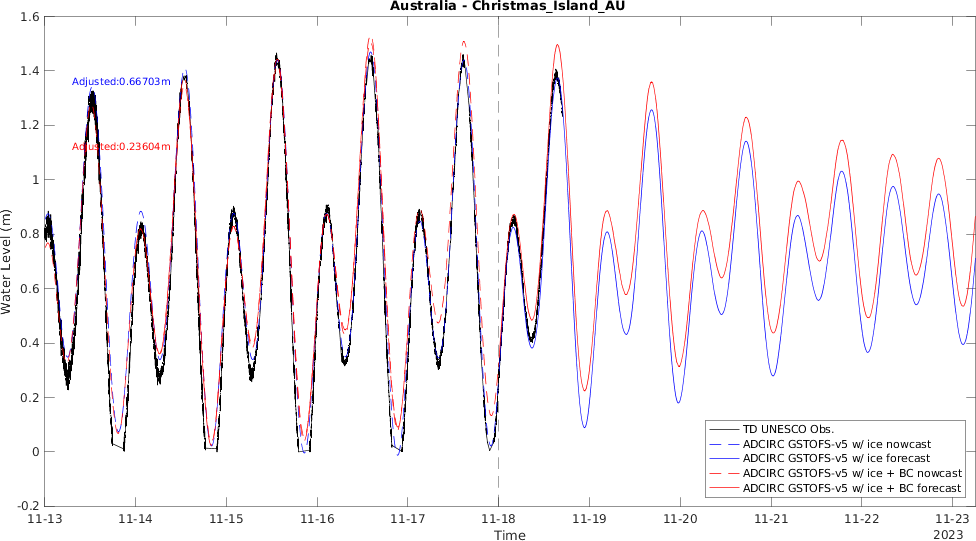 Australia - Christmas_Island_AU
1.6
1.4
1.2
1
0.8
0.6
0.4
0.2
0
-0.2
Water Level (m)
Adjusted:0.66703m
Adjusted:0.23604m
TD UNESCO Obs.
ADCIRC GSTOFS-v5 w/ ice nowcast
ADCIRC GSTOFS-v5 w/ ice forecast
ADCIRC GSTOFS-v5 w/ ice + BC nowcast
ADCIRC GSTOFS-v5 w/ ice + BC forecast
11-13 11-14 11-15 11-16 11-17 11-18 11-19 11-20 11-21 11-22 11-23
Time
2023